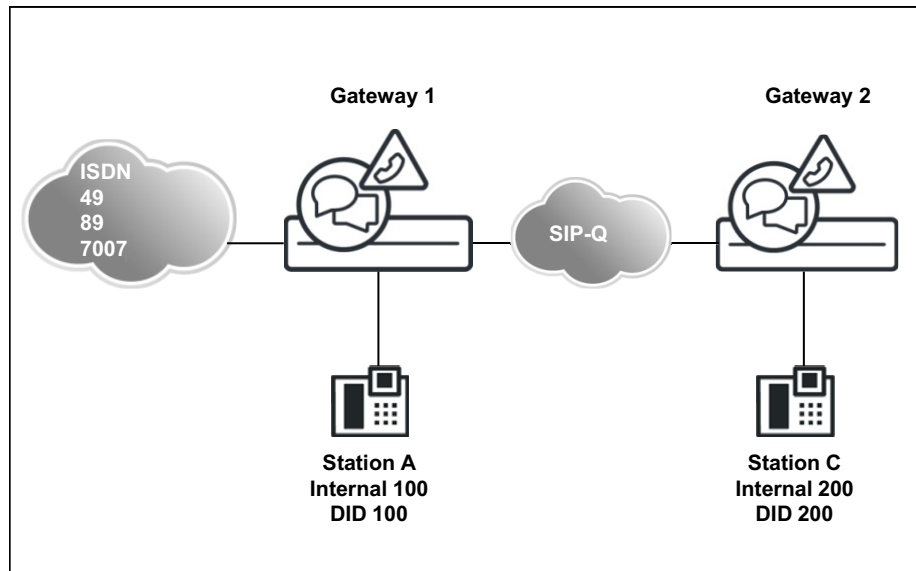 Gateway 1
Gateway 2
ISDN
49
89
7007
SIP-Q
Station A
Internal 100
DID 100
Station C
Internal 200
DID 200